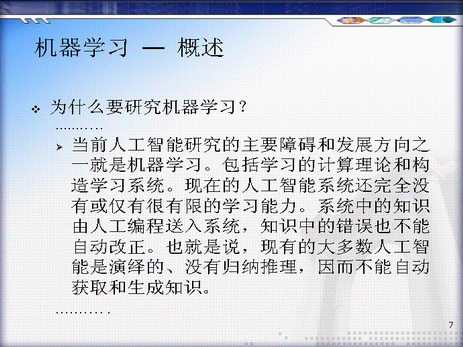 机器学习 — 概述
为什么要研究机器学习？
...........
当前人工智能研究的主要障碍和发展方向之
一就是机器学习。包括学习的计算理论和构
造学习系统。现在的人工智能系统还完全没
有或仅有很有限的学习能力。系统中的知识
由人工编程送入系统，知识中的错误也不能
自动改正。也就是说，现有的大多数人工智
能是演绎的、没有归纳推理，因而不能自动
获取和生成知识。
...........
7